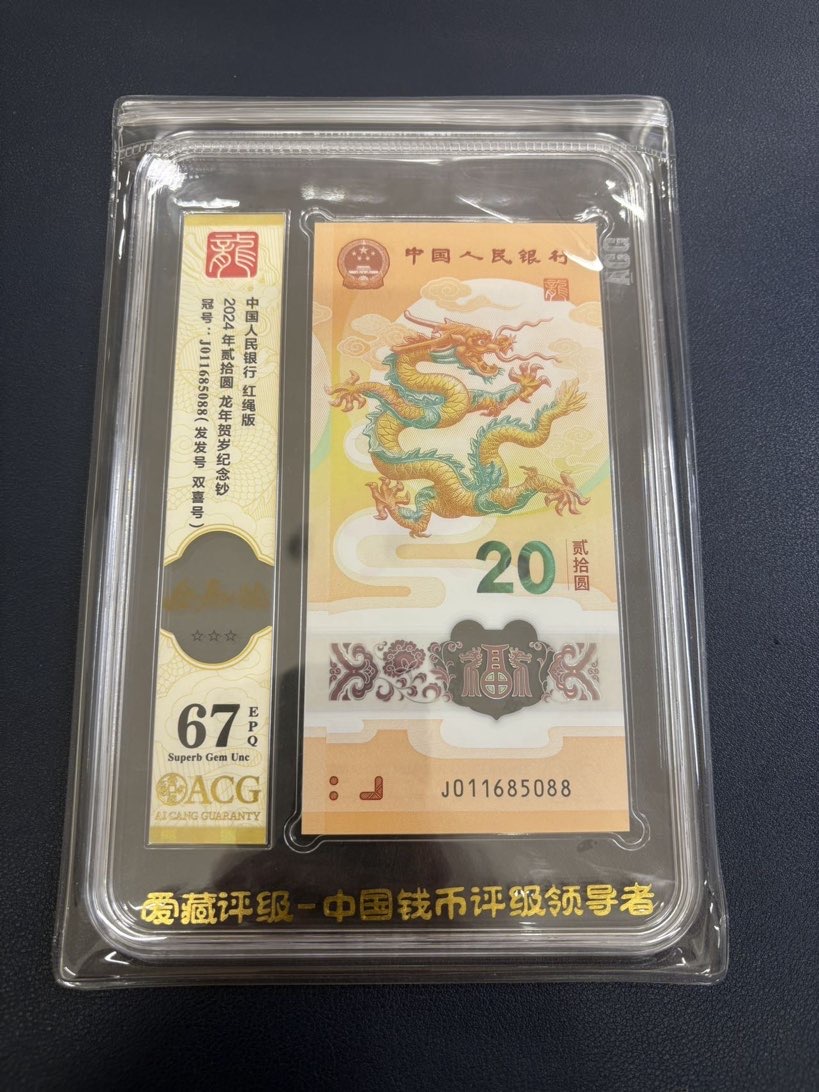 龍
中国人民银行 红绳版
2024年贰拾圆 龙年贺岁纪念钞
冠号：J011685088(发发号 双喜号)
☆☆☆
67
EPQ
Superb Gem Unc
ACG
AI CANG GUARANTY
中国人民银行
龍
20
贰拾圆
福
J011685088
ACG
爱藏评级-中国钱币评级领导者